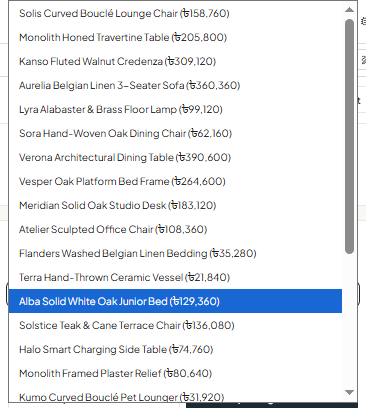 Solis Curved Bouclé Lounge Chair (৳158,760)
Monolith Honed Travertine Table (৳205,800)
Kanso Fluted Walnut Credenza (৳309,120)
Aurelia Belgian Linen 3-Seater Sofa (৳360,360)
Lyra Alabaster & Brass Floor Lamp (৳99,120)
Sora Hand-Woven Oak Dining Chair (৳62,160)
Verona Architectural Dining Table (৳390,600)
Vesper Oak Platform Bed Frame (৳264,600)
Meridian Solid Oak Studio Desk (৳183,120)
Atelier Sculpted Office Chair (৳108,360)
Flanders Washed Belgian Linen Bedding (৳35,280)
Terra Hand-Thrown Ceramic Vessel (৳21,840)
Alba Solid White Oak Junior Bed (৳129,360)
Solstice Teak & Cane Terrace Chair (৳136,080)
Halo Smart Charging Side Table (৳74,760)
Monolith Framed Plaster Relief (৳80,640)
Kumo Curved Bouclé Pet Lounger (৳31,920)